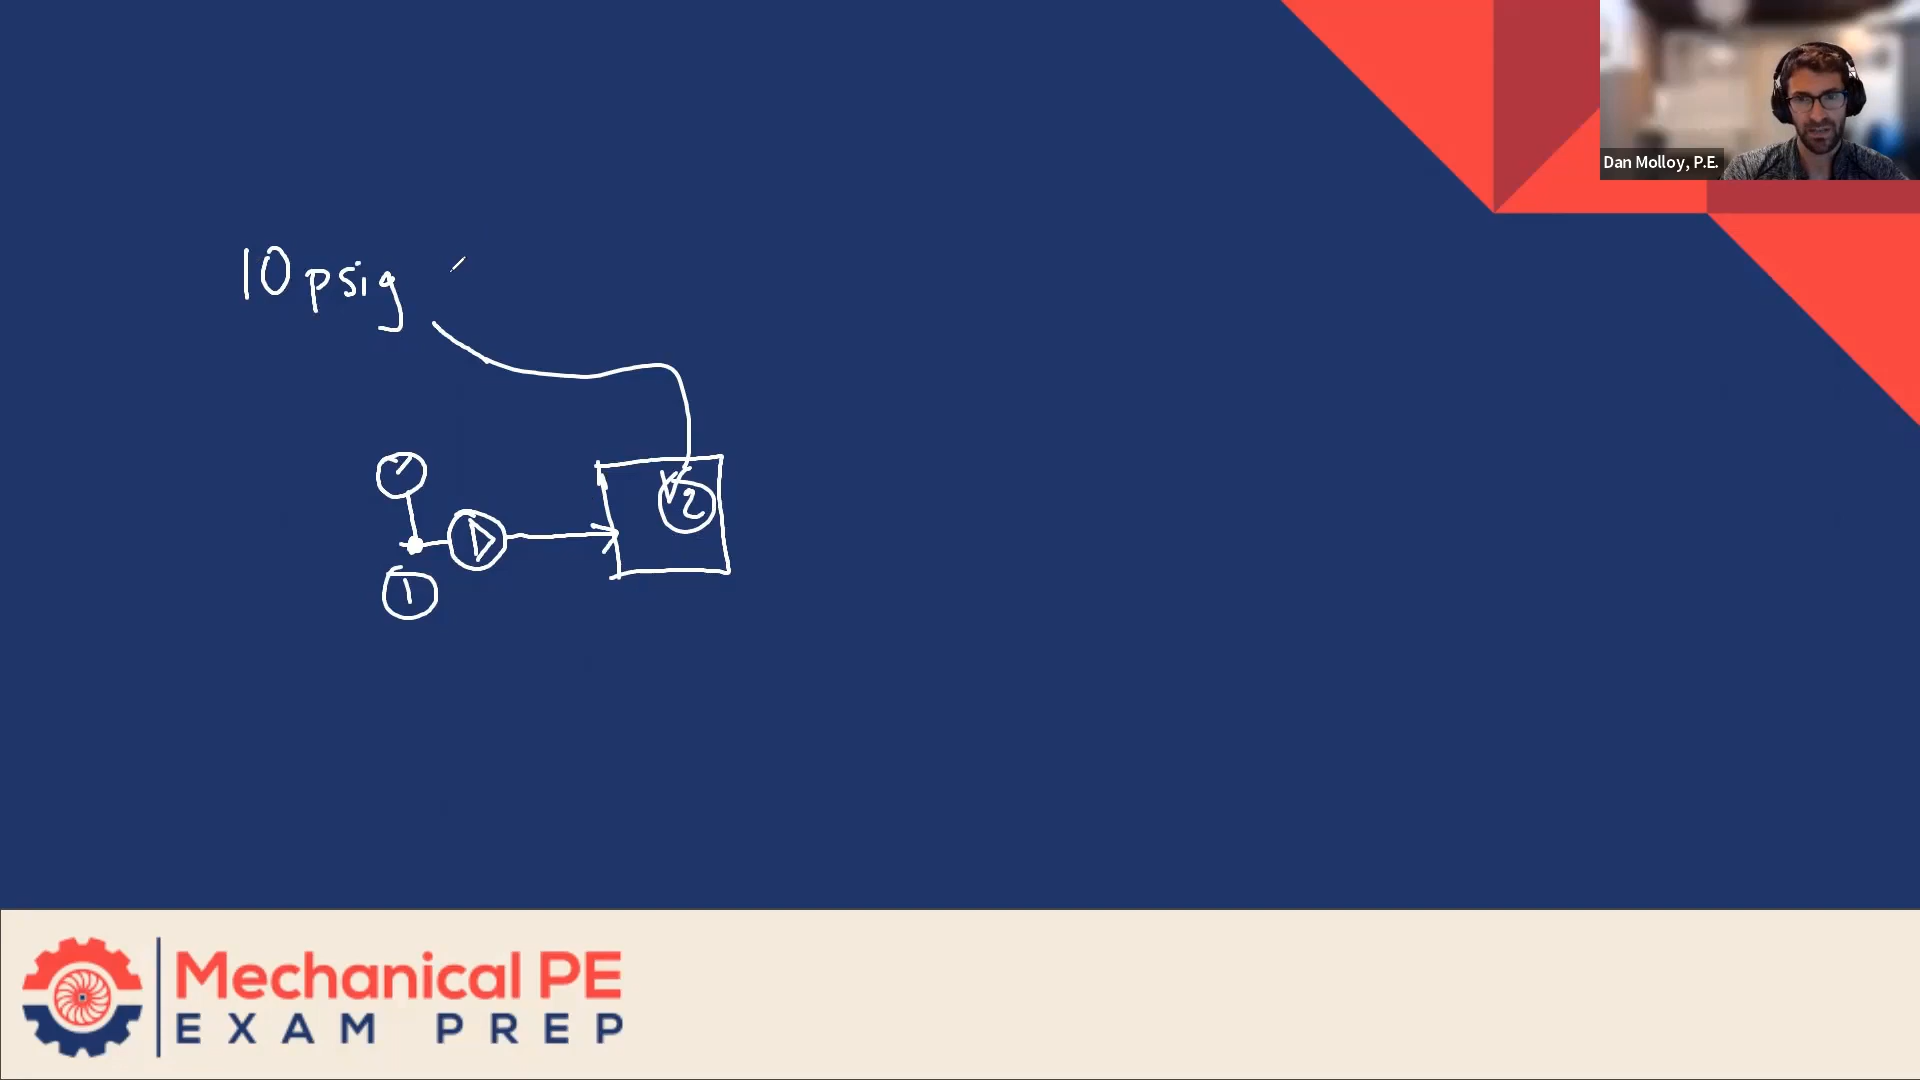 Dan Molloy, P.E.
10 psig
2
1
Mechanical PE
EXAM PREP